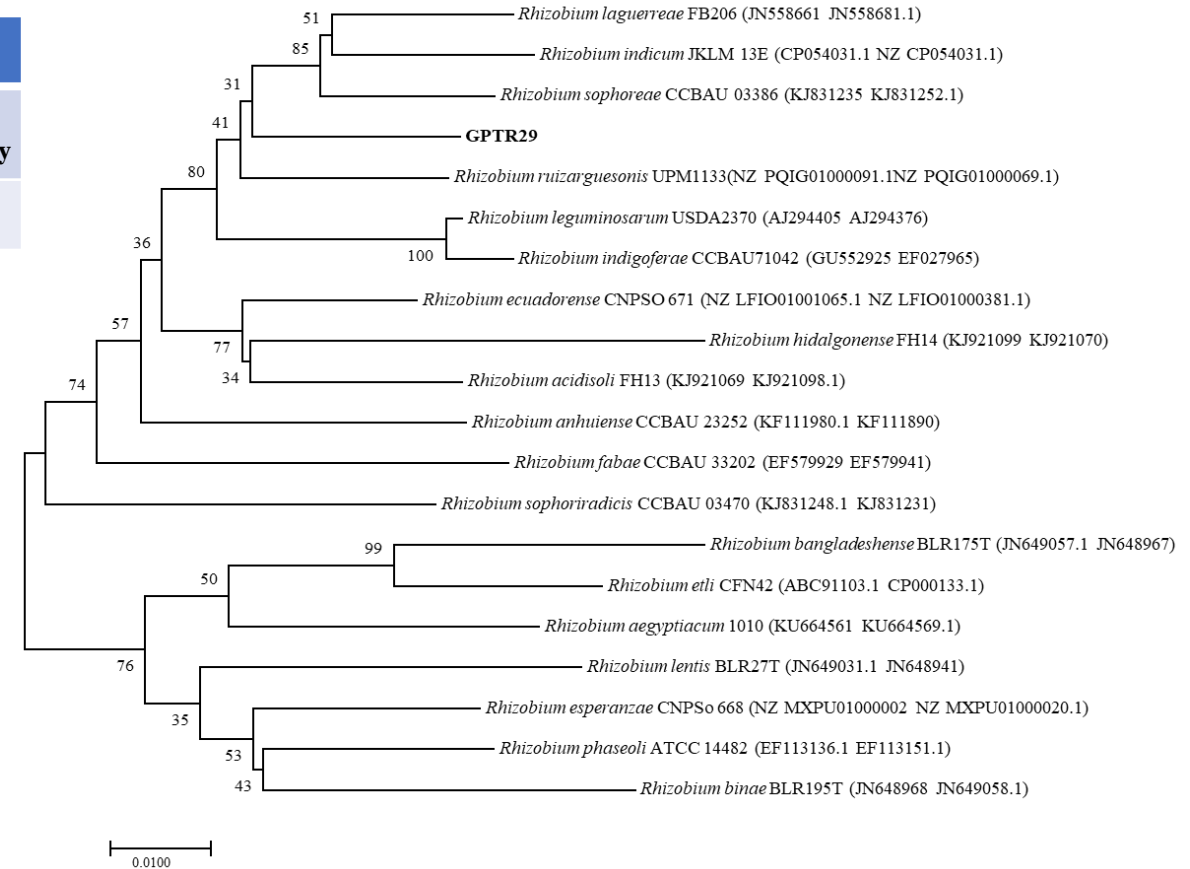 51
Rhizobium laguerreae FB206 (JN558661 JN558681.1)
85
Rhizobium indicum JKLM 13E (CP054031.1 NZ CP054031.1)
31
Rhizobium sophoreae CCBAU 03386 (KJ831235 KJ831252.1)
41
GPTR29
y
80
Rhizobium ruizarguesonis UPM1133(NZ PQIG01000091.1NZ PQIG01000069.1)
Rhizobium leguminosarum USDA2370 (AJ294405 AJ294376)
36
100
Rhizobium indigoferae CCBAU71042 (GU552925 EF027965)
Rhizobium ecuadorense CNPSO 671 (NZ LFIO01001065.1 NZ LFIO01000381.1)
57
77
Rhizobium hidalgonense FH14 (KJ921099 KJ921070)
34
Rhizobium acidisoli FH13 (KJ921069 KJ921098.1)
74
Rhizobium anhuiense CCBAU 23252 (KF111980.1 KF111890)
Rhizobium fabae CCBAU 33202 (EF579929 EF579941)
Rhizobium sophoriradicis CCBAU 03470 (KJ831248.1 KJ831231)
99
Rhizobium bangladeshense BLR175T (JN649057.1 JN648967)
50
Rhizobium etli CFN42 (ABC91103.1 CP000133.1)
Rhizobium aegyptiacum 1010 (KU664561 KU664569.1)
76
Rhizobium lentis BLR27T (JN649031.1 JN648941)
35
Rhizobium esperanzae CNPSo 668 (NZ MXPU01000002 NZ MXPU01000020.1)
53
Rhizobium phaseoli ATCC 14482 (EF113136.1 EF113151.1)
43
Rhizobium binae BLR195T (JN648968 JN649058.1)
0.0100